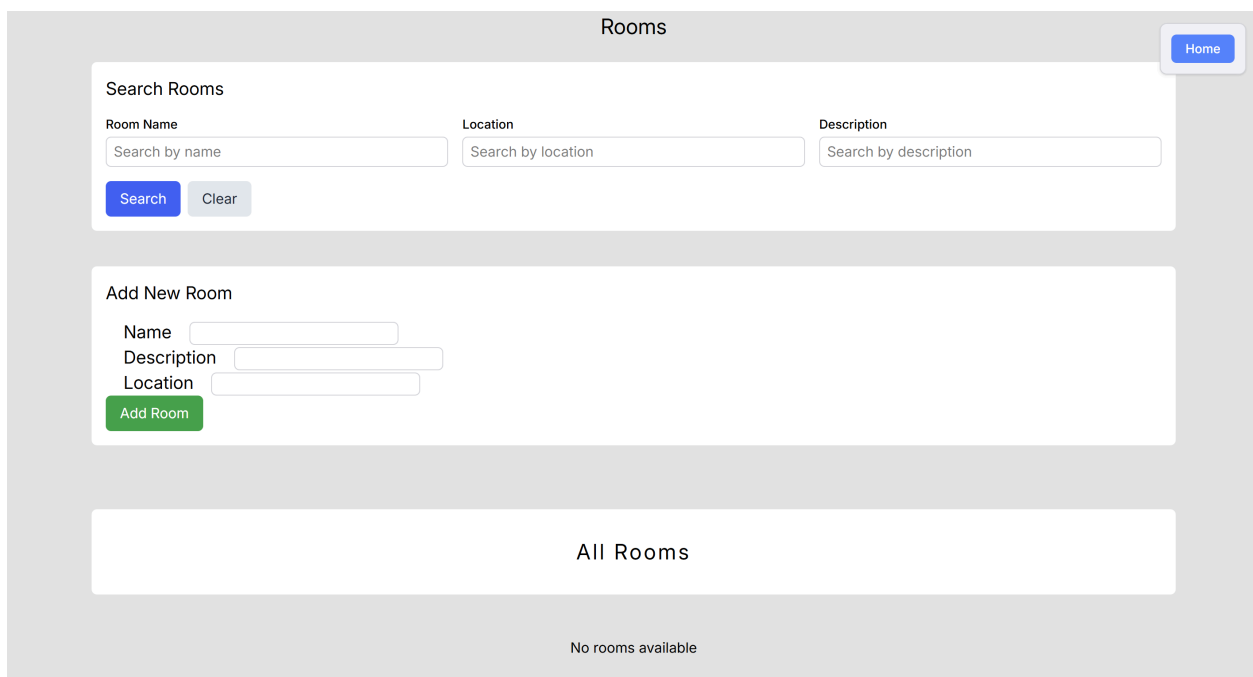 Rooms
Home
Search Rooms
Room Name Location Description
Search by name Search by location Search by description
Search Clear
Add New Room
Name
Description
Location
Add Room
All Rooms
No rooms available